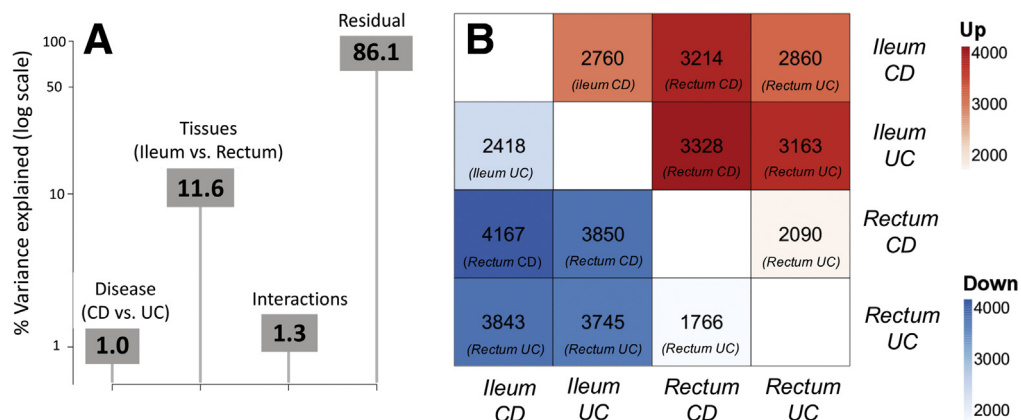 A
% Variance explained (log scale)
100
50
10
1
Residual
86.1
Tissues
(Ileum vs. Rectum)
11.6
Disease
(CD vs. UC)
1.0
Interactions
1.3
B
2760
(ileum CD)
3214
(Rectum CD)
2860
(Rectum UC)
Ileum
CD
2418
(Ileum UC)
3328
(Rectum CD)
3163
(Rectum UC)
Ileum
UC
4167
(Rectum CD)
3850
(Rectum CD)
2090
(Rectum UC)
Rectum
CD
3843
(Rectum UC)
3745
(Rectum UC)
1766
(Rectum UC)
Rectum
UC
Ileum
CD
Ileum
UC
Rectum
CD
Rectum
UC
Up
4000
3000
2000
Down
4000
3000
2000